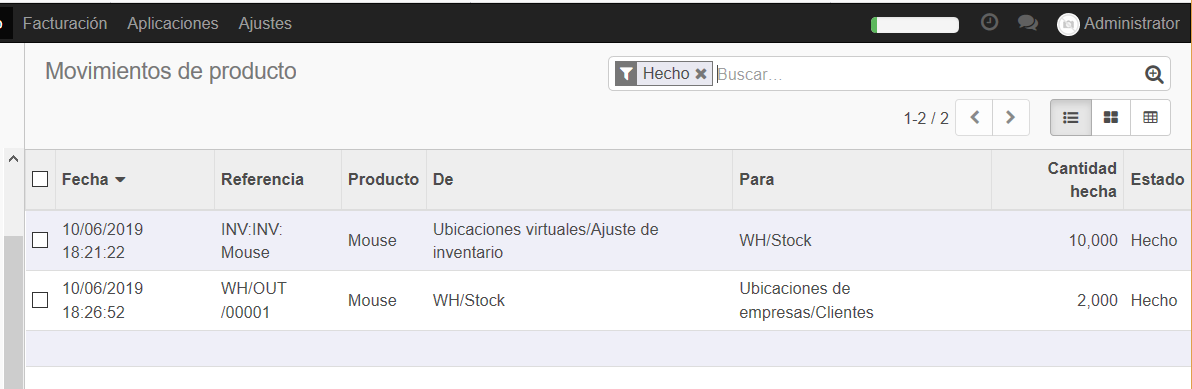 Facturación Aplicaciones Ajustes Administrator
Movimientos de producto
Hecho Buscar...
1-2 / 2
Fecha Referencia Producto De Para Cantidad hecha Estado
10/06/2019 18:21:22 INV:INV: Mouse Mouse Ubicaciones virtuales/Ajuste de inventario WH/Stock 10,000 Hecho
10/06/2019 18:26:52 WH/OUT /00001 Mouse WH/Stock Ubicaciones de empresas/Clientes 2,000 Hecho